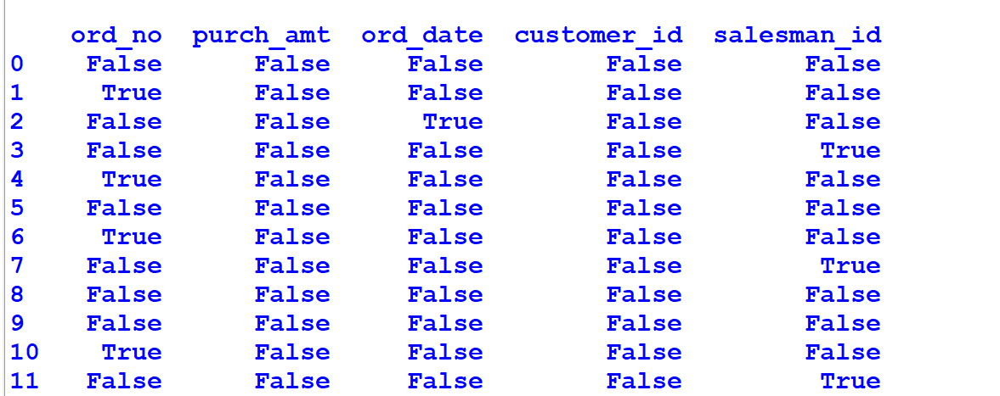 ord_no purch_amt ord_date customer_id salesman_id
0 False False False False False
1 True False False False False
2 False False True False False
3 False False False False True
4 True False False False False
5 False False False False False
6 True False False False False
7 False False False False True
8 False False False False False
9 False False False False False
10 True False False False False
11 False False False False True